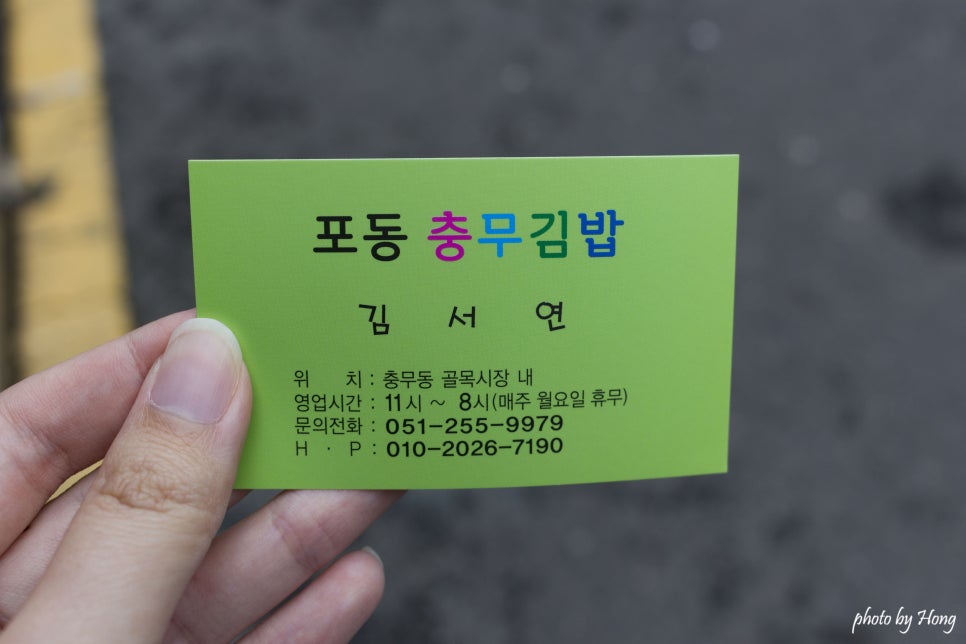 포동 충무김밥
김 서 연
위 치 : 충무동 골목시장 내
영업시간 : 11시 ~ 8시(매주 월요일 휴무)
문의전화 : 051-255-9979
H · P : 010-2026-7190
photo by Hong